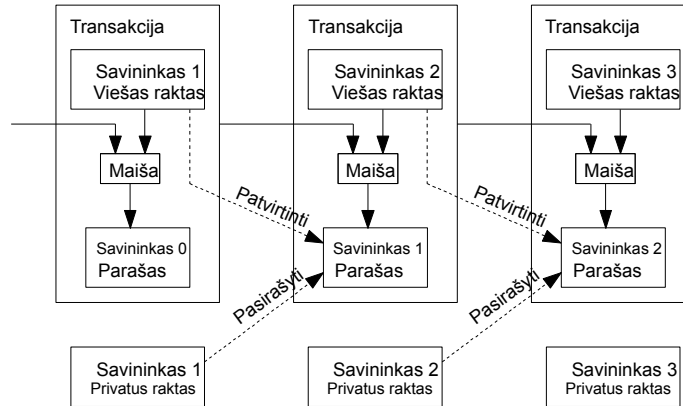 Transakcija
Transakcija
Transakcija
Savininkas 1
Viešas raktas
Savininkas 2
Viešas raktas
Savininkas 3
Viešas raktas
Maiša
Maiša
Maiša
Patvirtinti
Patvirtinti
Savininkas 0
Parašas
Savininkas 1
Parašas
Savininkas 2
Parašas
Pasirašyti
Pasirašyti
Savininkas 1
Privatus raktas
Savininkas 2
Privatus raktas
Savininkas 3
Privatus raktas